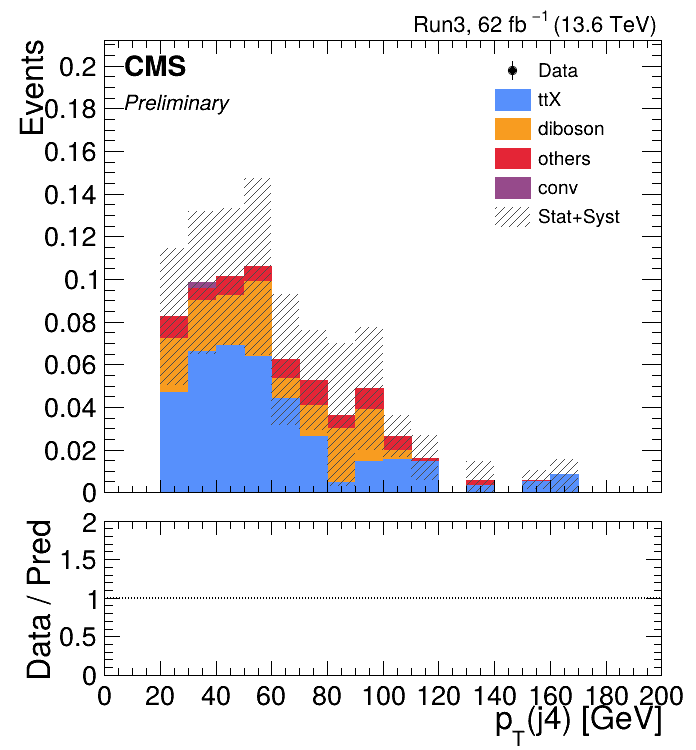 Run3, 62 fb⁻¹ (13.6 TeV)
Events
CMS
Preliminary
Data
ttX
diboson
others
conv
Stat+Syst
0.2
0.18
0.16
0.14
0.12
0.1
0.08
0.06
0.04
0.02
0
Data / Pred
2
1.5
1
0.5
0
0 20 40 60 80 100 120 140 160 180 200
p_T(j4) [GeV]